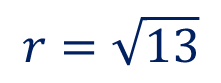 r = √13